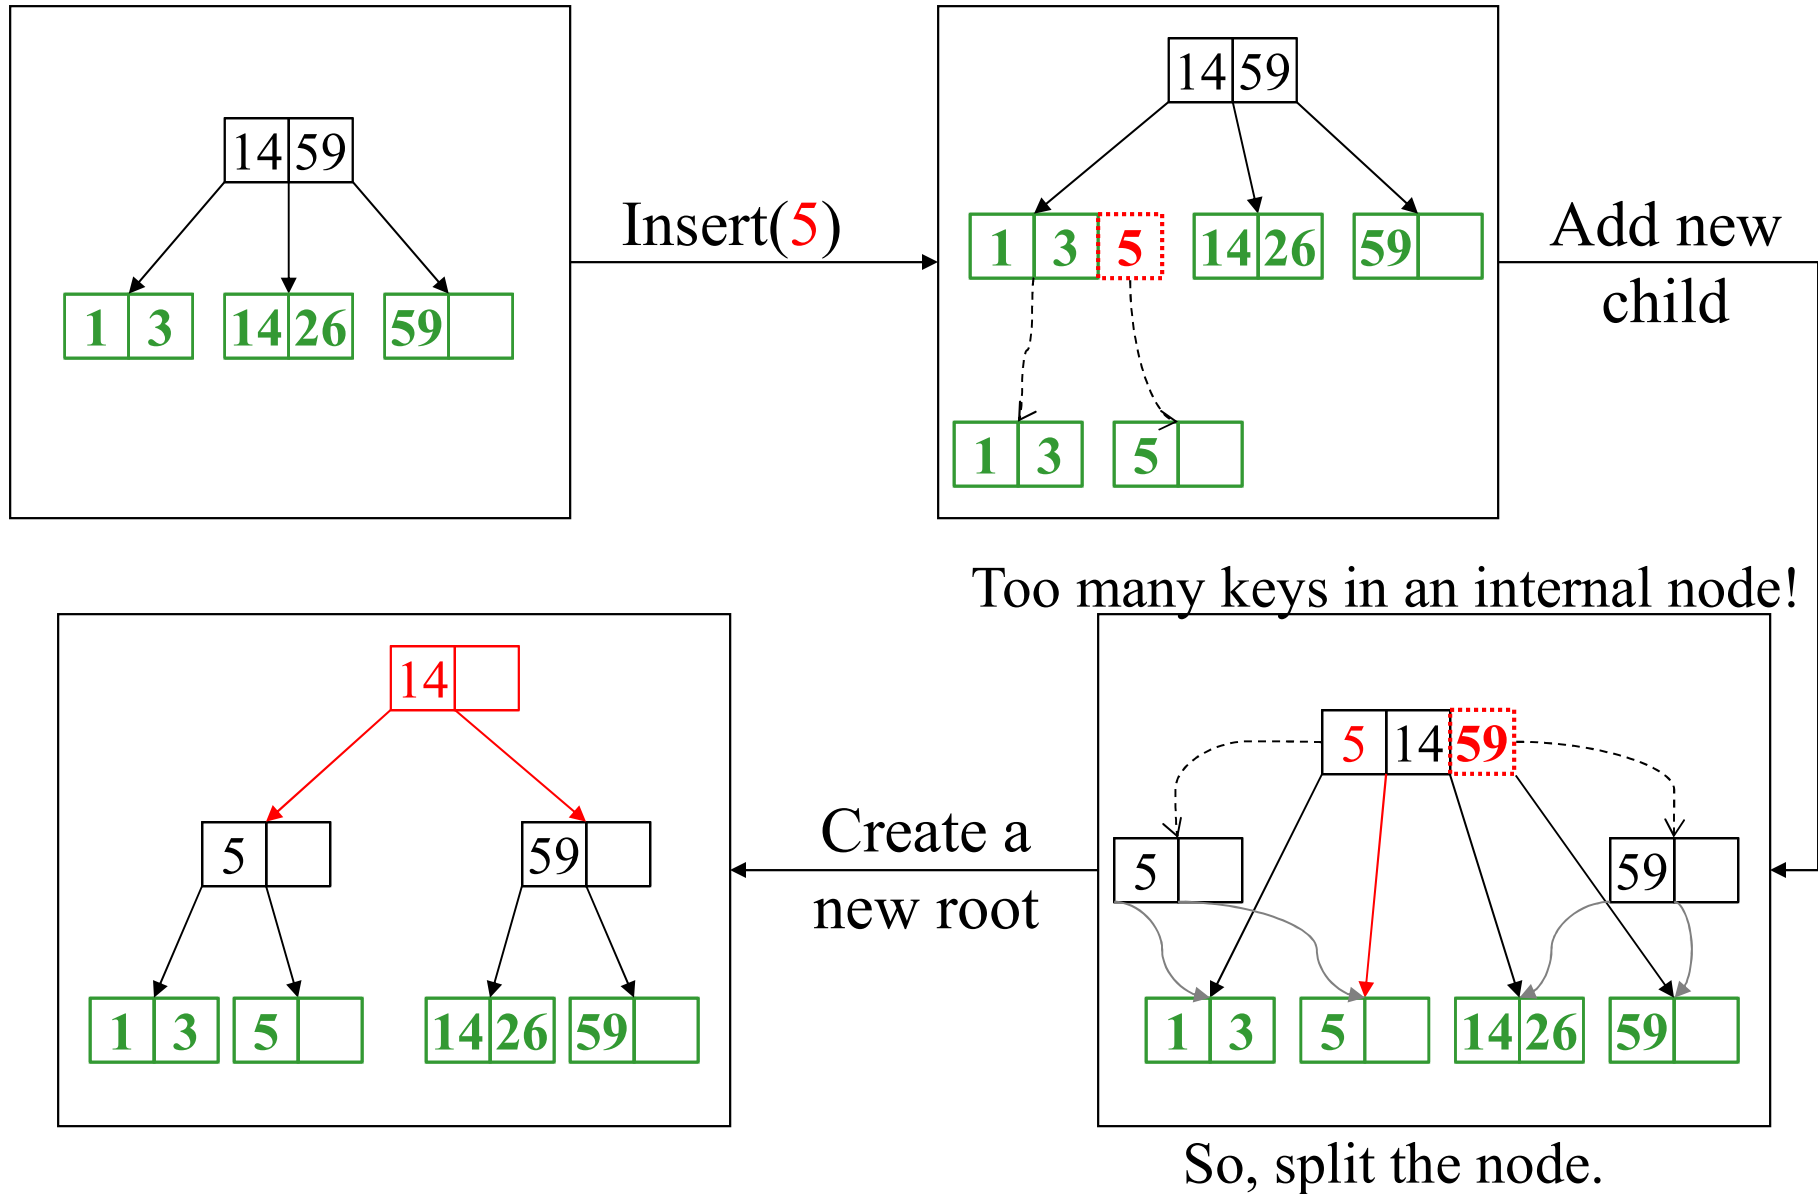 14 59
1 3 14 26 59
Insert(5)
14 59
1 3 5 14 26 59
1 3 5
Add new
child
Too many keys in an internal node!
5 14 59
5 59
1 3 5 14 26 59
So, split the node.
Create a
new root
14
5 59
1 3 5 14 26 59